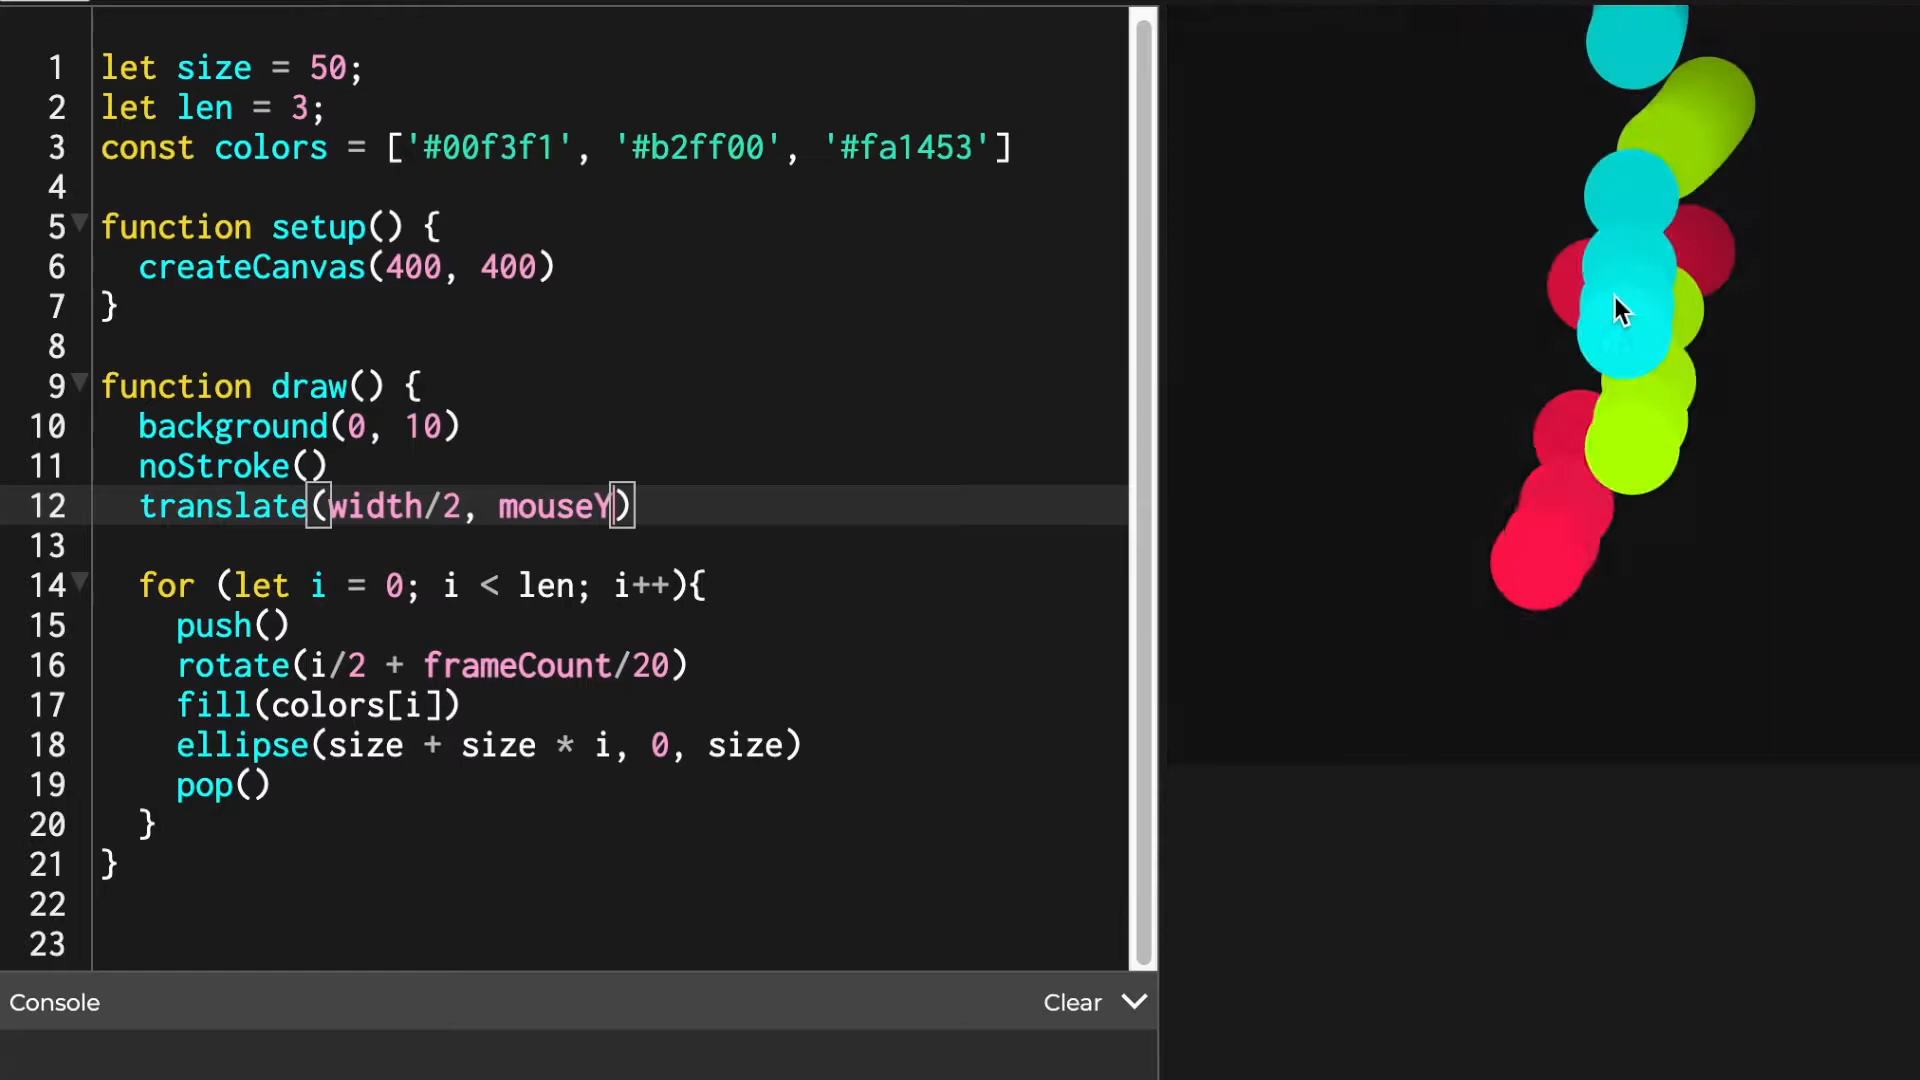 1 let size = 50;
2 let len = 3;
3 const colors = ['#00f3f1', '#b2ff00', '#fa1453']
4
5 function setup() {
6 createCanvas(400, 400)
7 }
8
9 function draw() {
10 background(0, 10)
11 noStroke()
12 translate(width/2, mouseY)
13
14 for (let i = 0; i < len; i++){
15 push()
16 rotate(i/2 + frameCount/20)
17 fill(colors[i])
18 ellipse(size + size * i, 0, size)
19 pop()
20 }
21 }
22
23
Console Clear